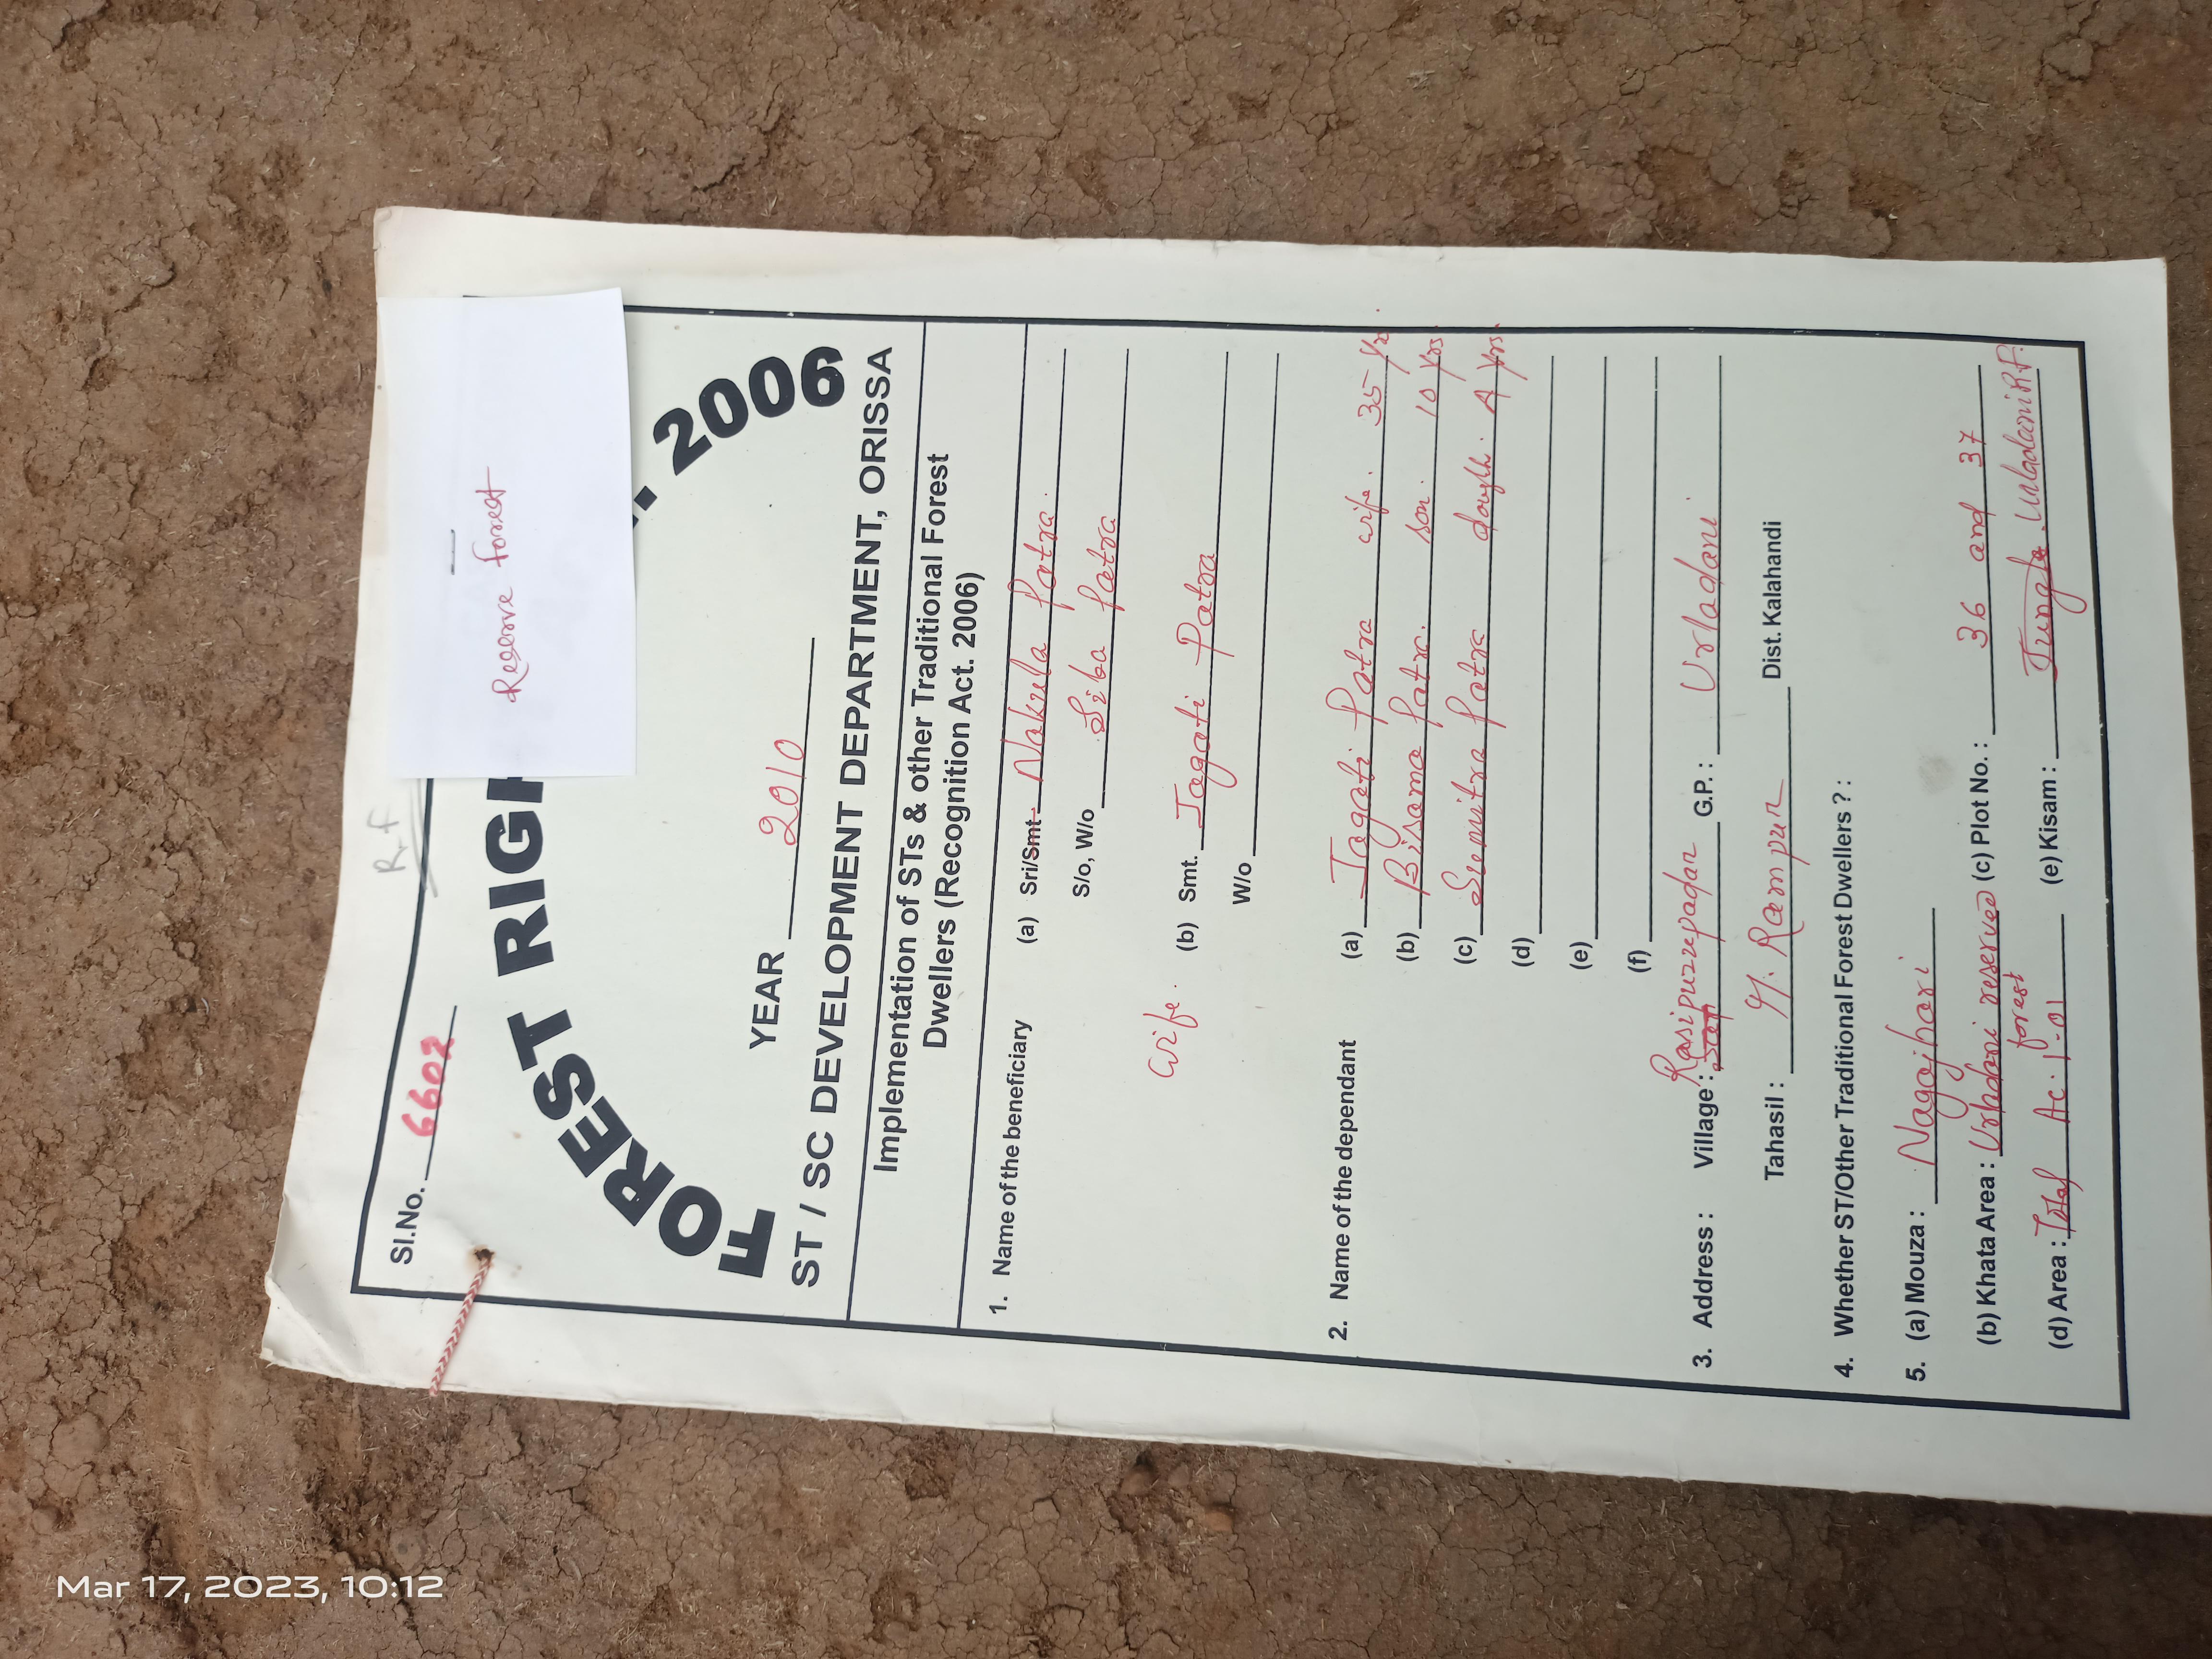 R.F
Sl.No. 6602
Reserve Forest
FOREST RIGH
. 2006
YEAR 2010
ST / SC DEVELOPMENT DEPARTMENT, ORISSA
Implementation of STs & other Traditional Forest
Dwellers (Recognition Act. 2006)
1. Name of the beneficiary (a) Sri/Smt Nakula Patra.
S/o, W/o Siba Patra
wife. (b) Smt. Jagati Patra
W/o
2. Name of the dependant (a) Jagati Patra wife. 35 Yr.
(b) Bisama Patra. son. 10 Yrs
(c) Sumitra Patra dough. 4 Yrs.
(d)
(e)
(f)
3. Address : Village : Rasipurupadar G.P. : Urladani
Tahasil : Rampur Dist. Kalahandi
4. Whether ST/Other Traditional Forest Dwellers ? :
5. (a) Mouza : Nagajhari
(b) Khata Area : Urladani reserved forest (c) Plot No. : 36 and 37
(d) Area : Total Ac. 1-01 (e) Kisam : Jungle. Urladani R.F.
Mar 17, 2023, 10:12